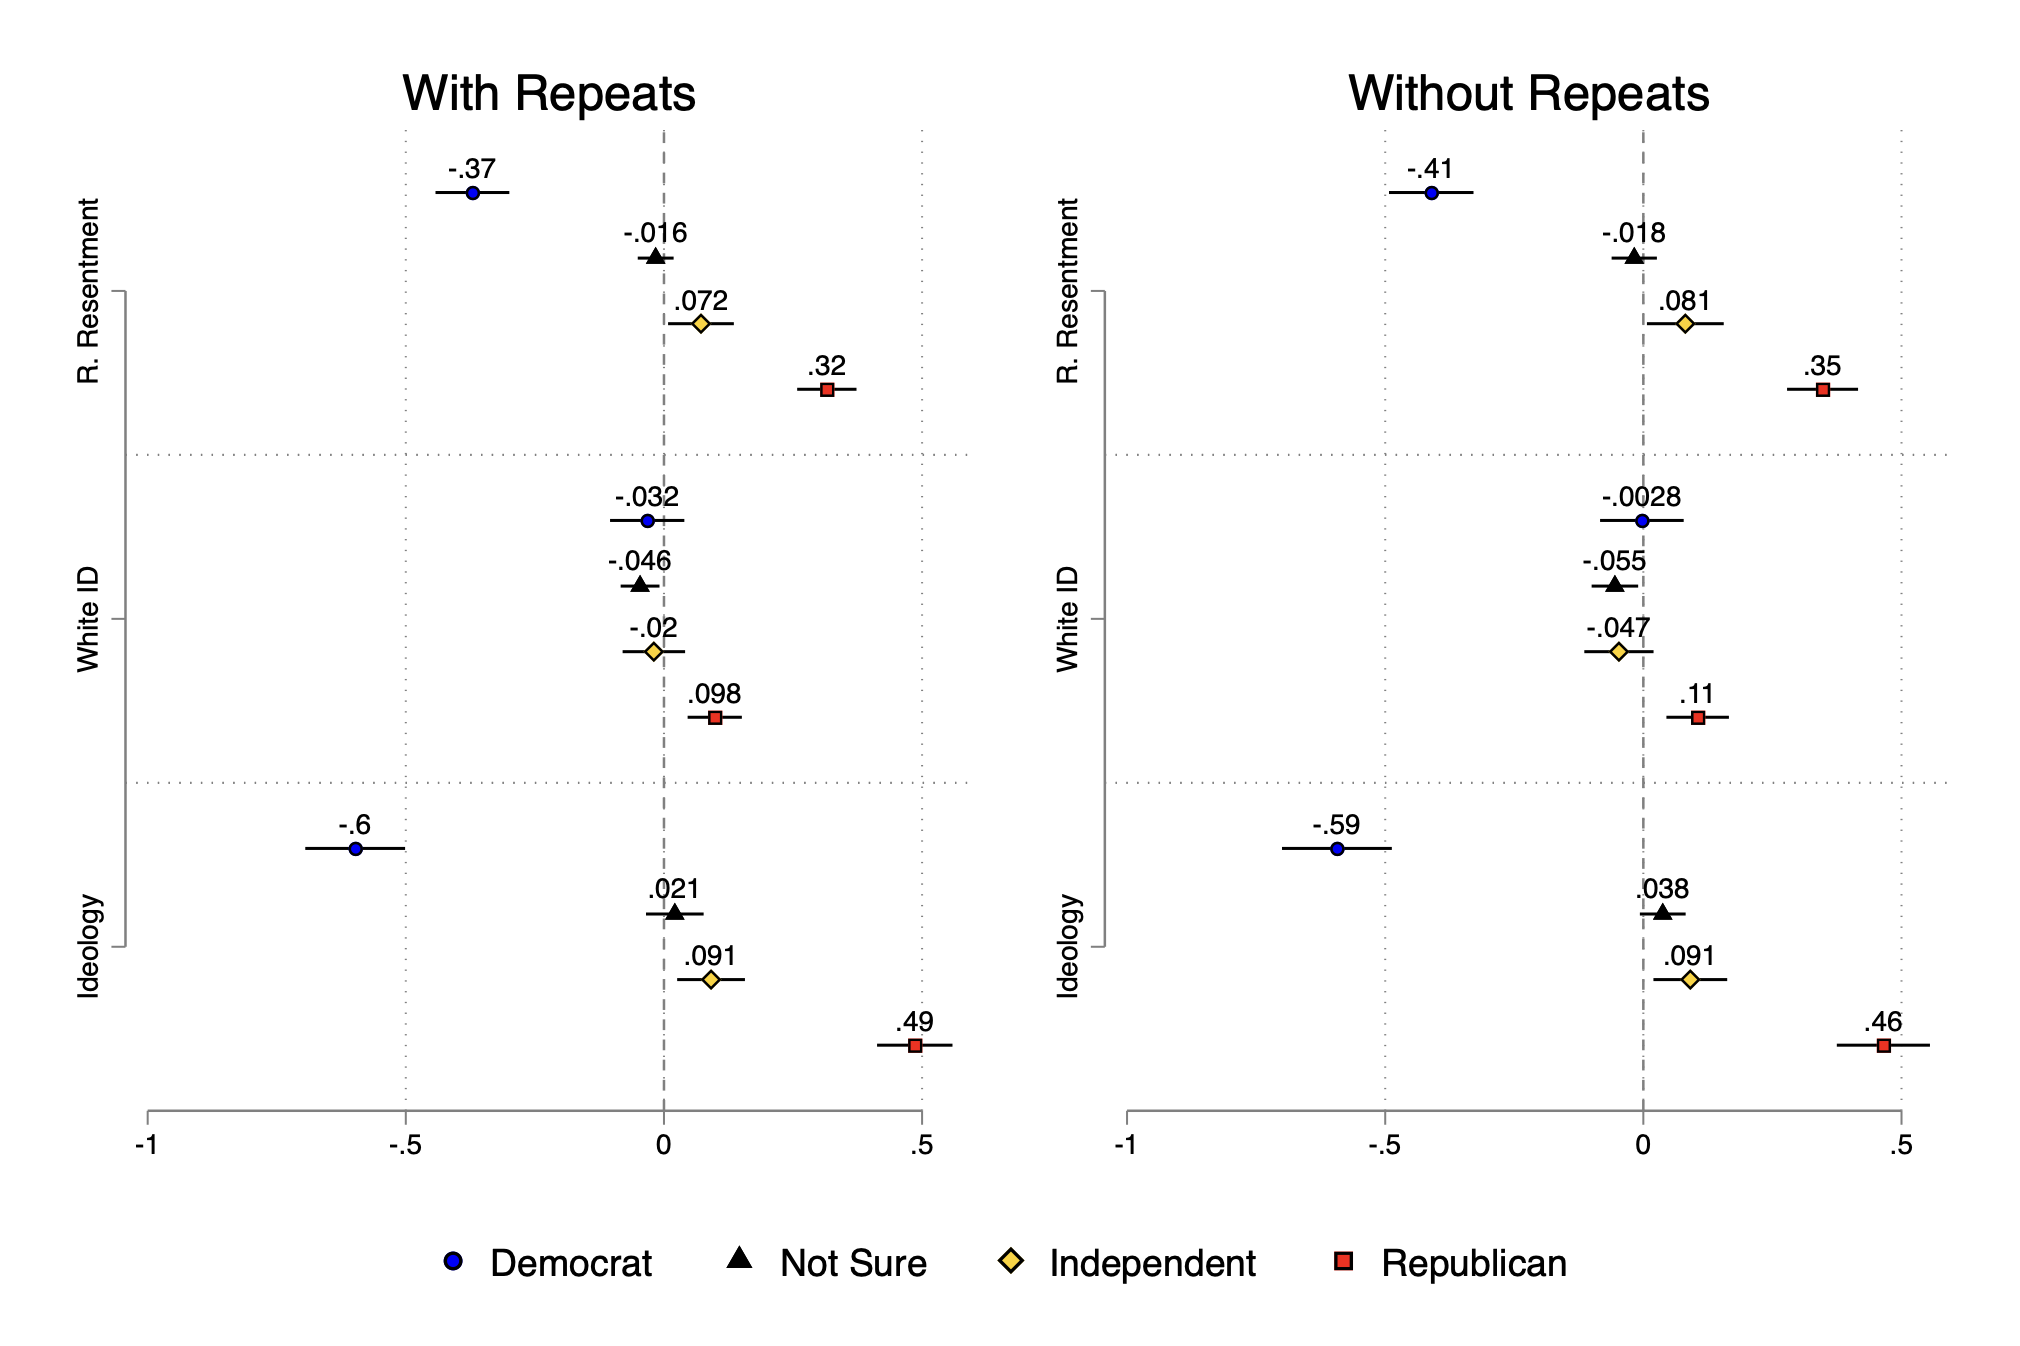 With Repeats
-.37
-.016
.072
.32
R. Resentment
-.032
-.046
-.02
.098
White ID
-.6
.021
.091
.49
Ideology
-1 -.5 0 .5
Without Repeats
-.41
-.018
.081
.35
R. Resentment
-.0028
-.055
-.047
.11
White ID
-.59
.038
.091
.46
Ideology
-1 -.5 0 .5
Democrat Not Sure Independent Republican